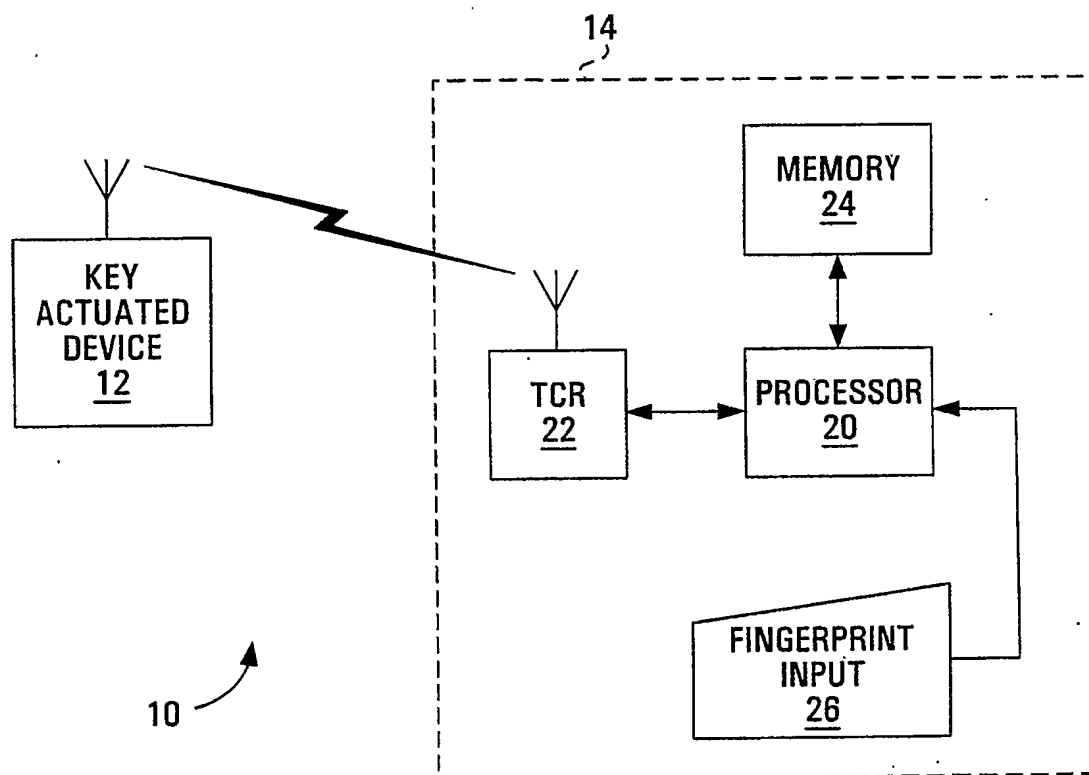 14
MEMORY
24
KEY
ACTUATED
DEVICE
12
TCR
22
PROCESSOR
20
FINGERPRINT
INPUT
26
10